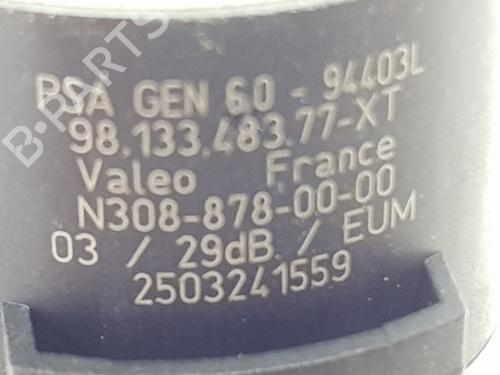 PSA GEN 6.0 - 94403L
98.133.483.77-XT
Valeo France
N308-878-00-00
03 / 29dB / EUM
2503241559